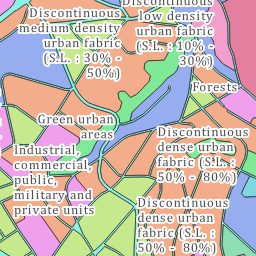 Discontinuous
medium density
urban fabric
(S.L. : 30% -
50%)
Discontinuous
low density
urban fabric
(S.L. : 10% -
30%)
Forests
Green urban
areas
Discontinuous
dense urban
fabric (S.L. :
50% - 80%)
Industrial,
commercial,
public,
military and
private units
Discontinuous
dense urban
fabric (S.L. :
50% - 80%)